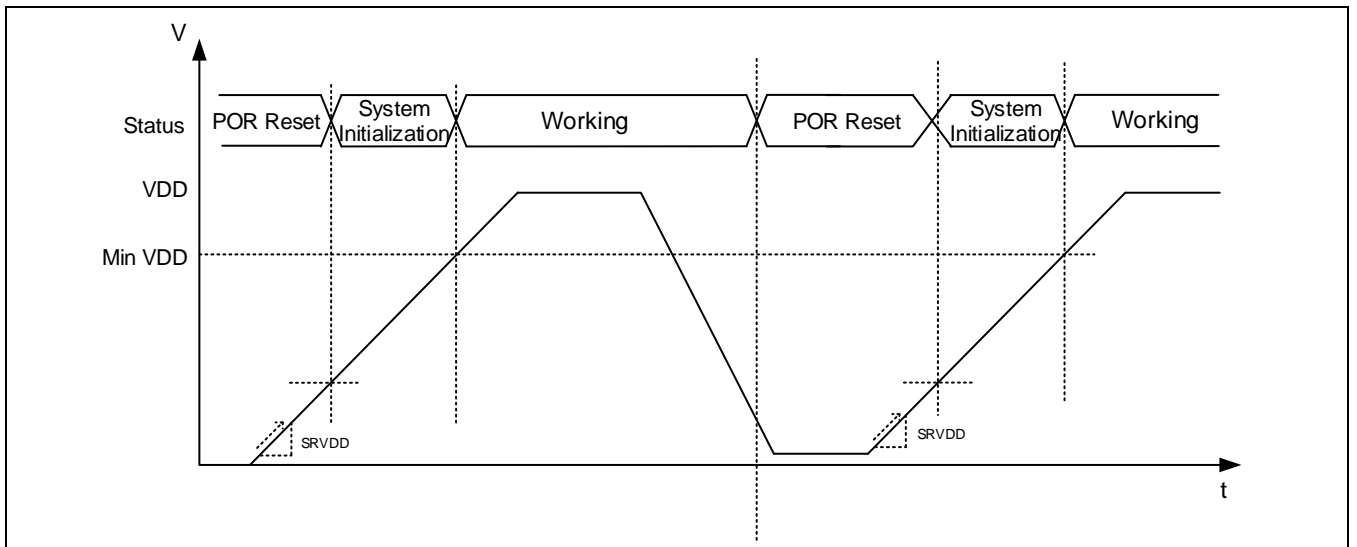 V
Status
POR Reset
System
Initialization
Working
POR Reset
System
Initialization
Working
VDD
Min VDD
SRVDD
SRVDD
t